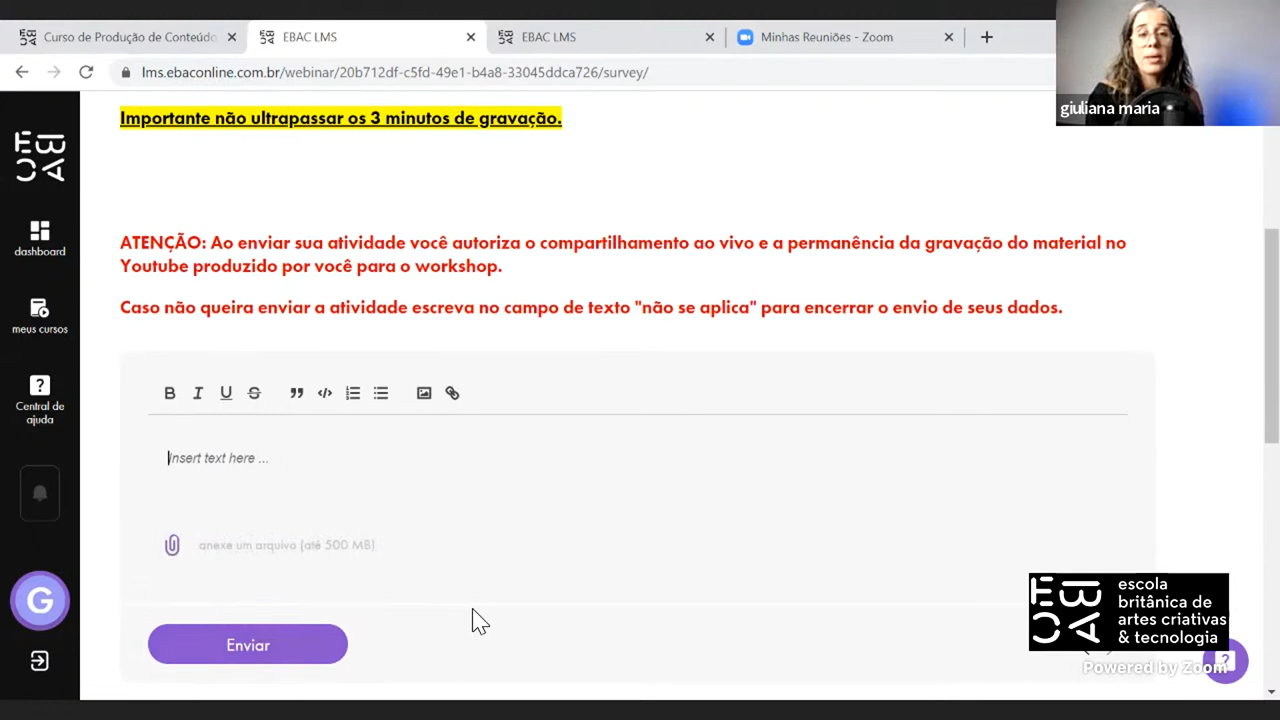 Curso de Produção de Conteúdo
EBAC LMS
EBAC LMS
Minhas Reuniões - Zoom
lms.ebaconline.com.br/webinar/20b712df-c5fd-49e1-b4a8-33045ddca726/survey/
giuliana maria
Importante não ultrapassar os 3 minutos de gravação.
EBAC
dashboard
meus cursos
Central de
ajuda
G
ATENÇÃO: Ao enviar sua atividade você autoriza o compartilhamento ao vivo e a permanência da gravação do material no
Youtube produzido por você para o workshop.
Caso não queira enviar a atividade escreva no campo de texto "não se aplica" para encerrar o envio de seus dados.
B I U S
Insert text here ...
anexe um arquivo (até 500 MB)
Enviar
EBAC
escola
britânica de
artes criativas
& tecnologia
Powered by Zoom